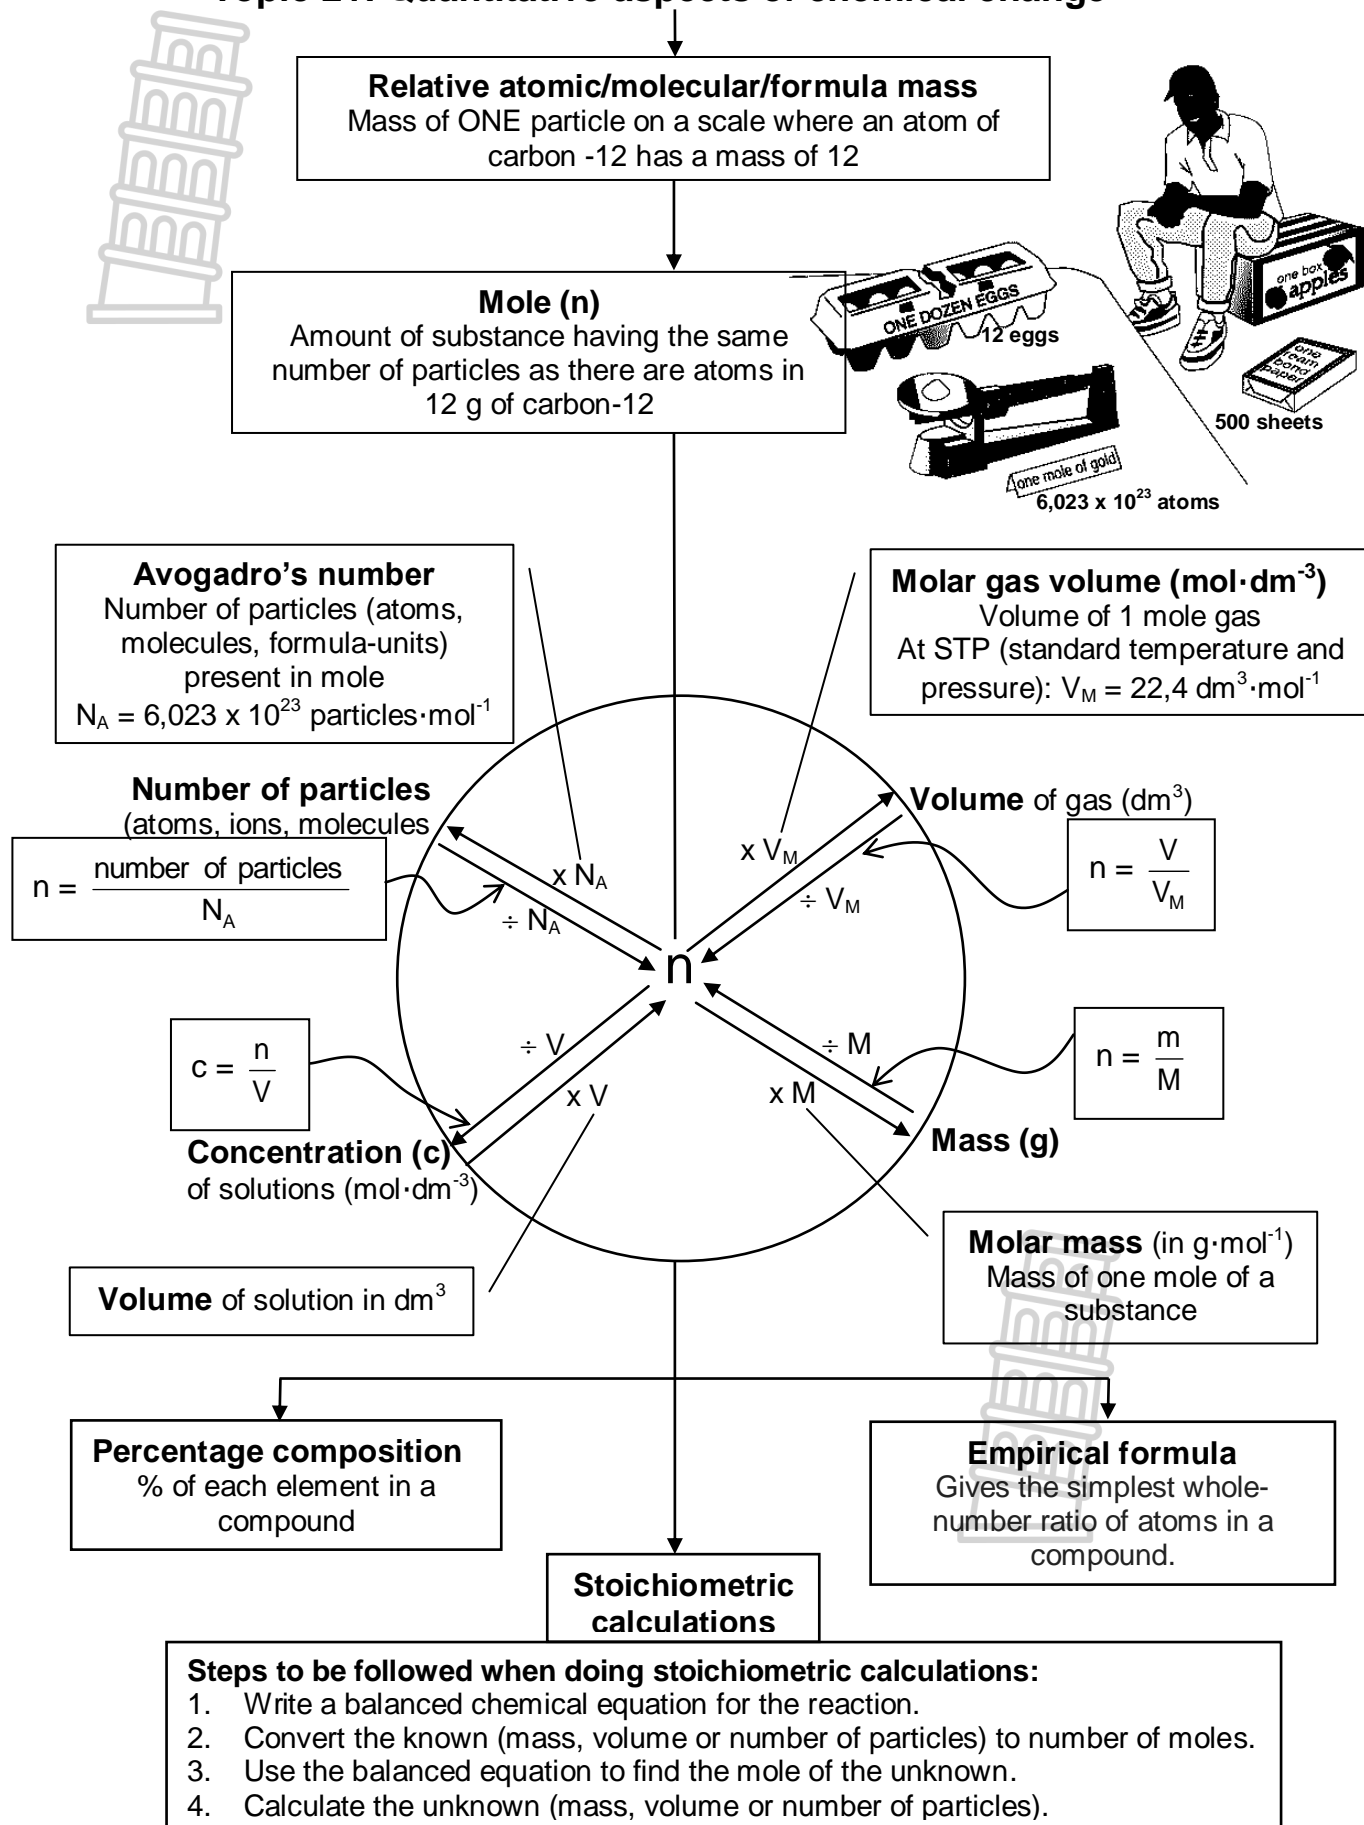 Topic 21: Quantitative aspects of chemical change
Relative atomic/molecular/formula mass
Mass of ONE particle on a scale where an atom of
carbon -12 has a mass of 12
Mole (n)
Amount of substance having the same
number of particles as there are atoms in
12 g of carbon-12
ONE DOZEN EGGS
12 eggs
one box
apples
one
ream
bond
paper
500 sheets
one mole of gold
6,023 x 10²³ atoms
Avogadro’s number
Number of particles (atoms,
molecules, formula-units)
present in mole
N_A = 6,023 x 10²³ particles·mol⁻¹
Molar gas volume (mol·dm⁻³)
Volume of 1 mole gas
At STP (standard temperature and
pressure): V_M = 22,4 dm³·mol⁻¹
Number of particles
(atoms, ions, molecules
n = number of particles / N_A
Volume of gas (dm³)
n = V / V_M
x N_A
÷ N_A
x V_M
÷ V_M
n
÷ V
x V
÷ M
x M
c = n / V
n = m / M
Concentration (c)
of solutions (mol·dm⁻³)
Mass (g)
Volume of solution in dm³
Molar mass (in g·mol⁻¹)
Mass of one mole of a
substance
Percentage composition
% of each element in a
compound
Empirical formula
Gives the simplest whole-
number ratio of atoms in a
compound.
Stoichiometric
calculations
Steps to be followed when doing stoichiometric calculations:
1. Write a balanced chemical equation for the reaction.
2. Convert the known (mass, volume or number of particles) to number of moles.
3. Use the balanced equation to find the mole of the unknown.
4. Calculate the unknown (mass, volume or number of particles).